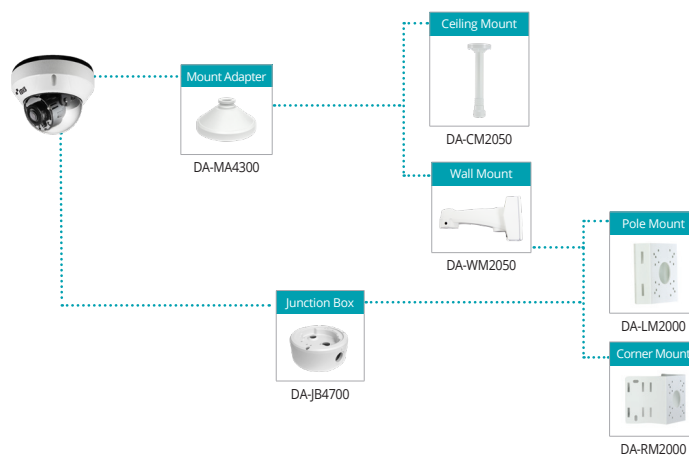 Ceiling Mount
DA-CM2050
Mount Adapter
DA-MA4300
Wall Mount
DA-WM2050
Pole Mount
DA-LM2000
Junction Box
DA-JB4700
Corner Mount
DA-RM2000